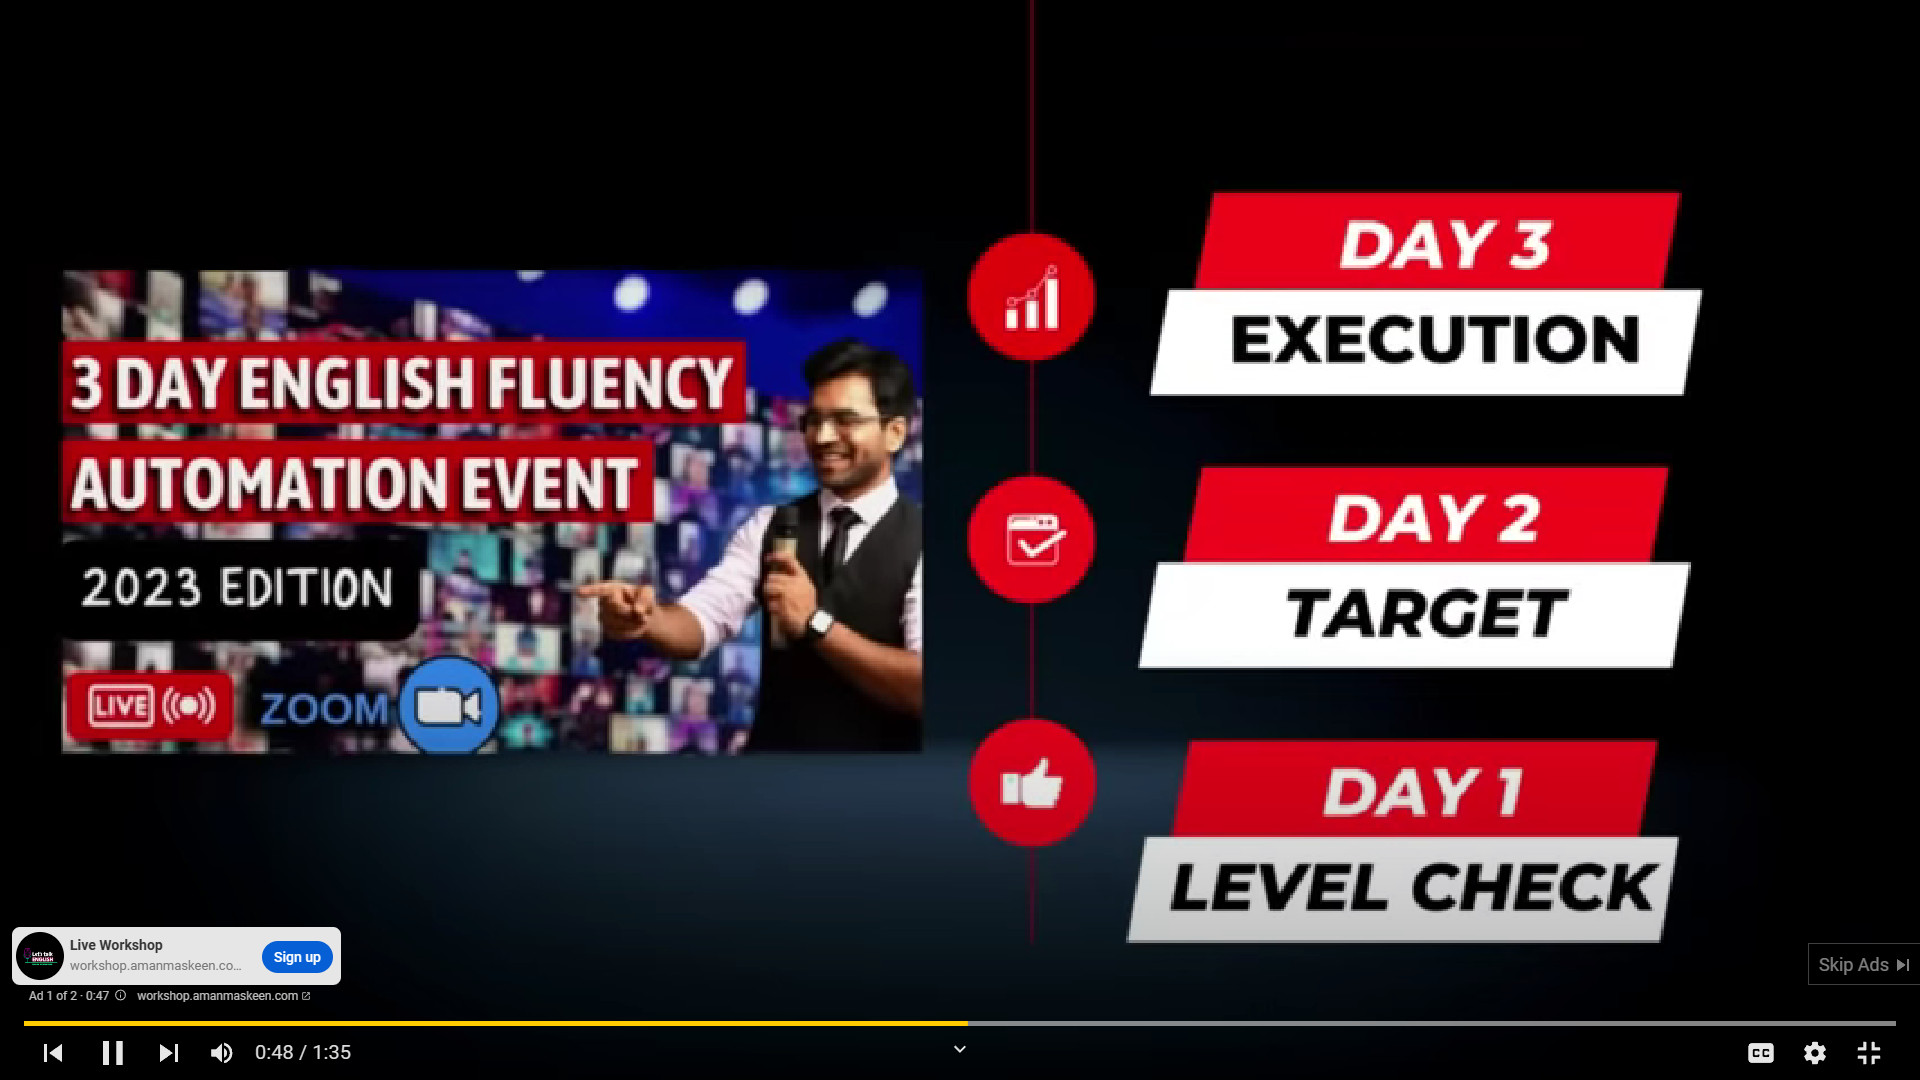 3 DAY ENGLISH FLUENCY
AUTOMATION EVENT
2023 EDITION
LIVE
ZOOM
DAY 3
EXECUTION
DAY 2
TARGET
DAY 1
LEVEL CHECK
Let's talk
ENGLISH
Live Workshop
workshop.amanmaskeen.co...
Sign up
Ad 1 of 2 · 0:47
workshop.amanmaskeen.com
Skip Ads
0:48 / 1:35
CC